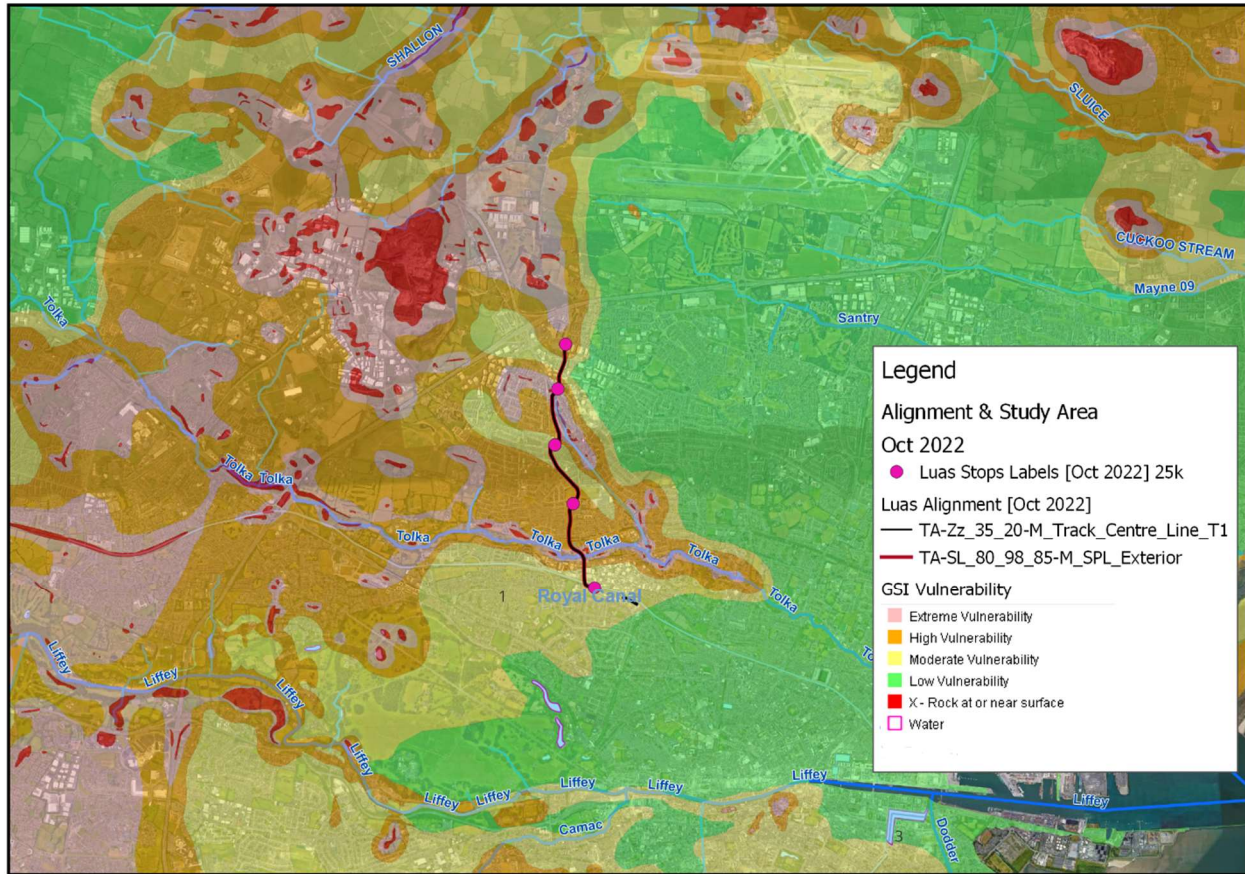 SHALLON
SLUICE
CUCKOO STREAM
Mayne 09
Tolka
Santry
Legend
Alignment & Study Area
Oct 2022
Luas Stops Labels [Oct 2022] 25k
Luas Alignment [Oct 2022]
TA-Zz_35_20-M_Track_Centre_Line_T1
TA-SL_80_98_85-M_SPL_Exterior
GSI Vulnerability
Extreme Vulnerability
High Vulnerability
Moderate Vulnerability
Low Vulnerability
X - Rock at or near surface
Water
Tolka Tolka
Tolka
Tolka
Tolka
Tolka
1
Royal Canal
Liffey
Liffey
Liffey
Liffey
Liffey
Liffey
Liffey
Liffey
Liffey
Liffey
Camac
3
Dodder